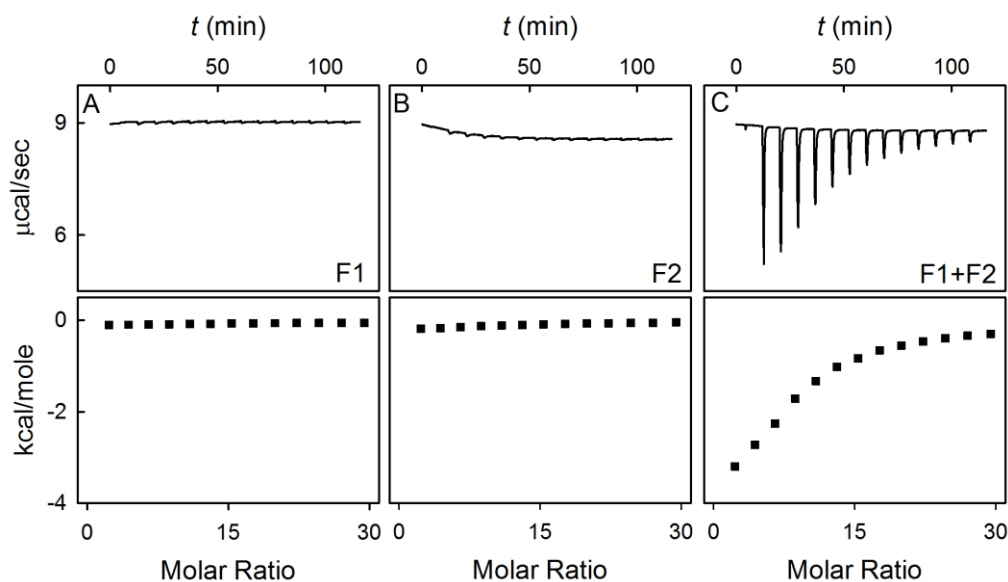 t (min) t (min) t (min)
0 50 100 0 50 100 0 50 100
A B C
9
6
μcal/sec
F1 F2 F1+F2
0
-2
-4
kcal/mole
0 15 30 0 15 30 0 15 30
Molar Ratio Molar Ratio Molar Ratio